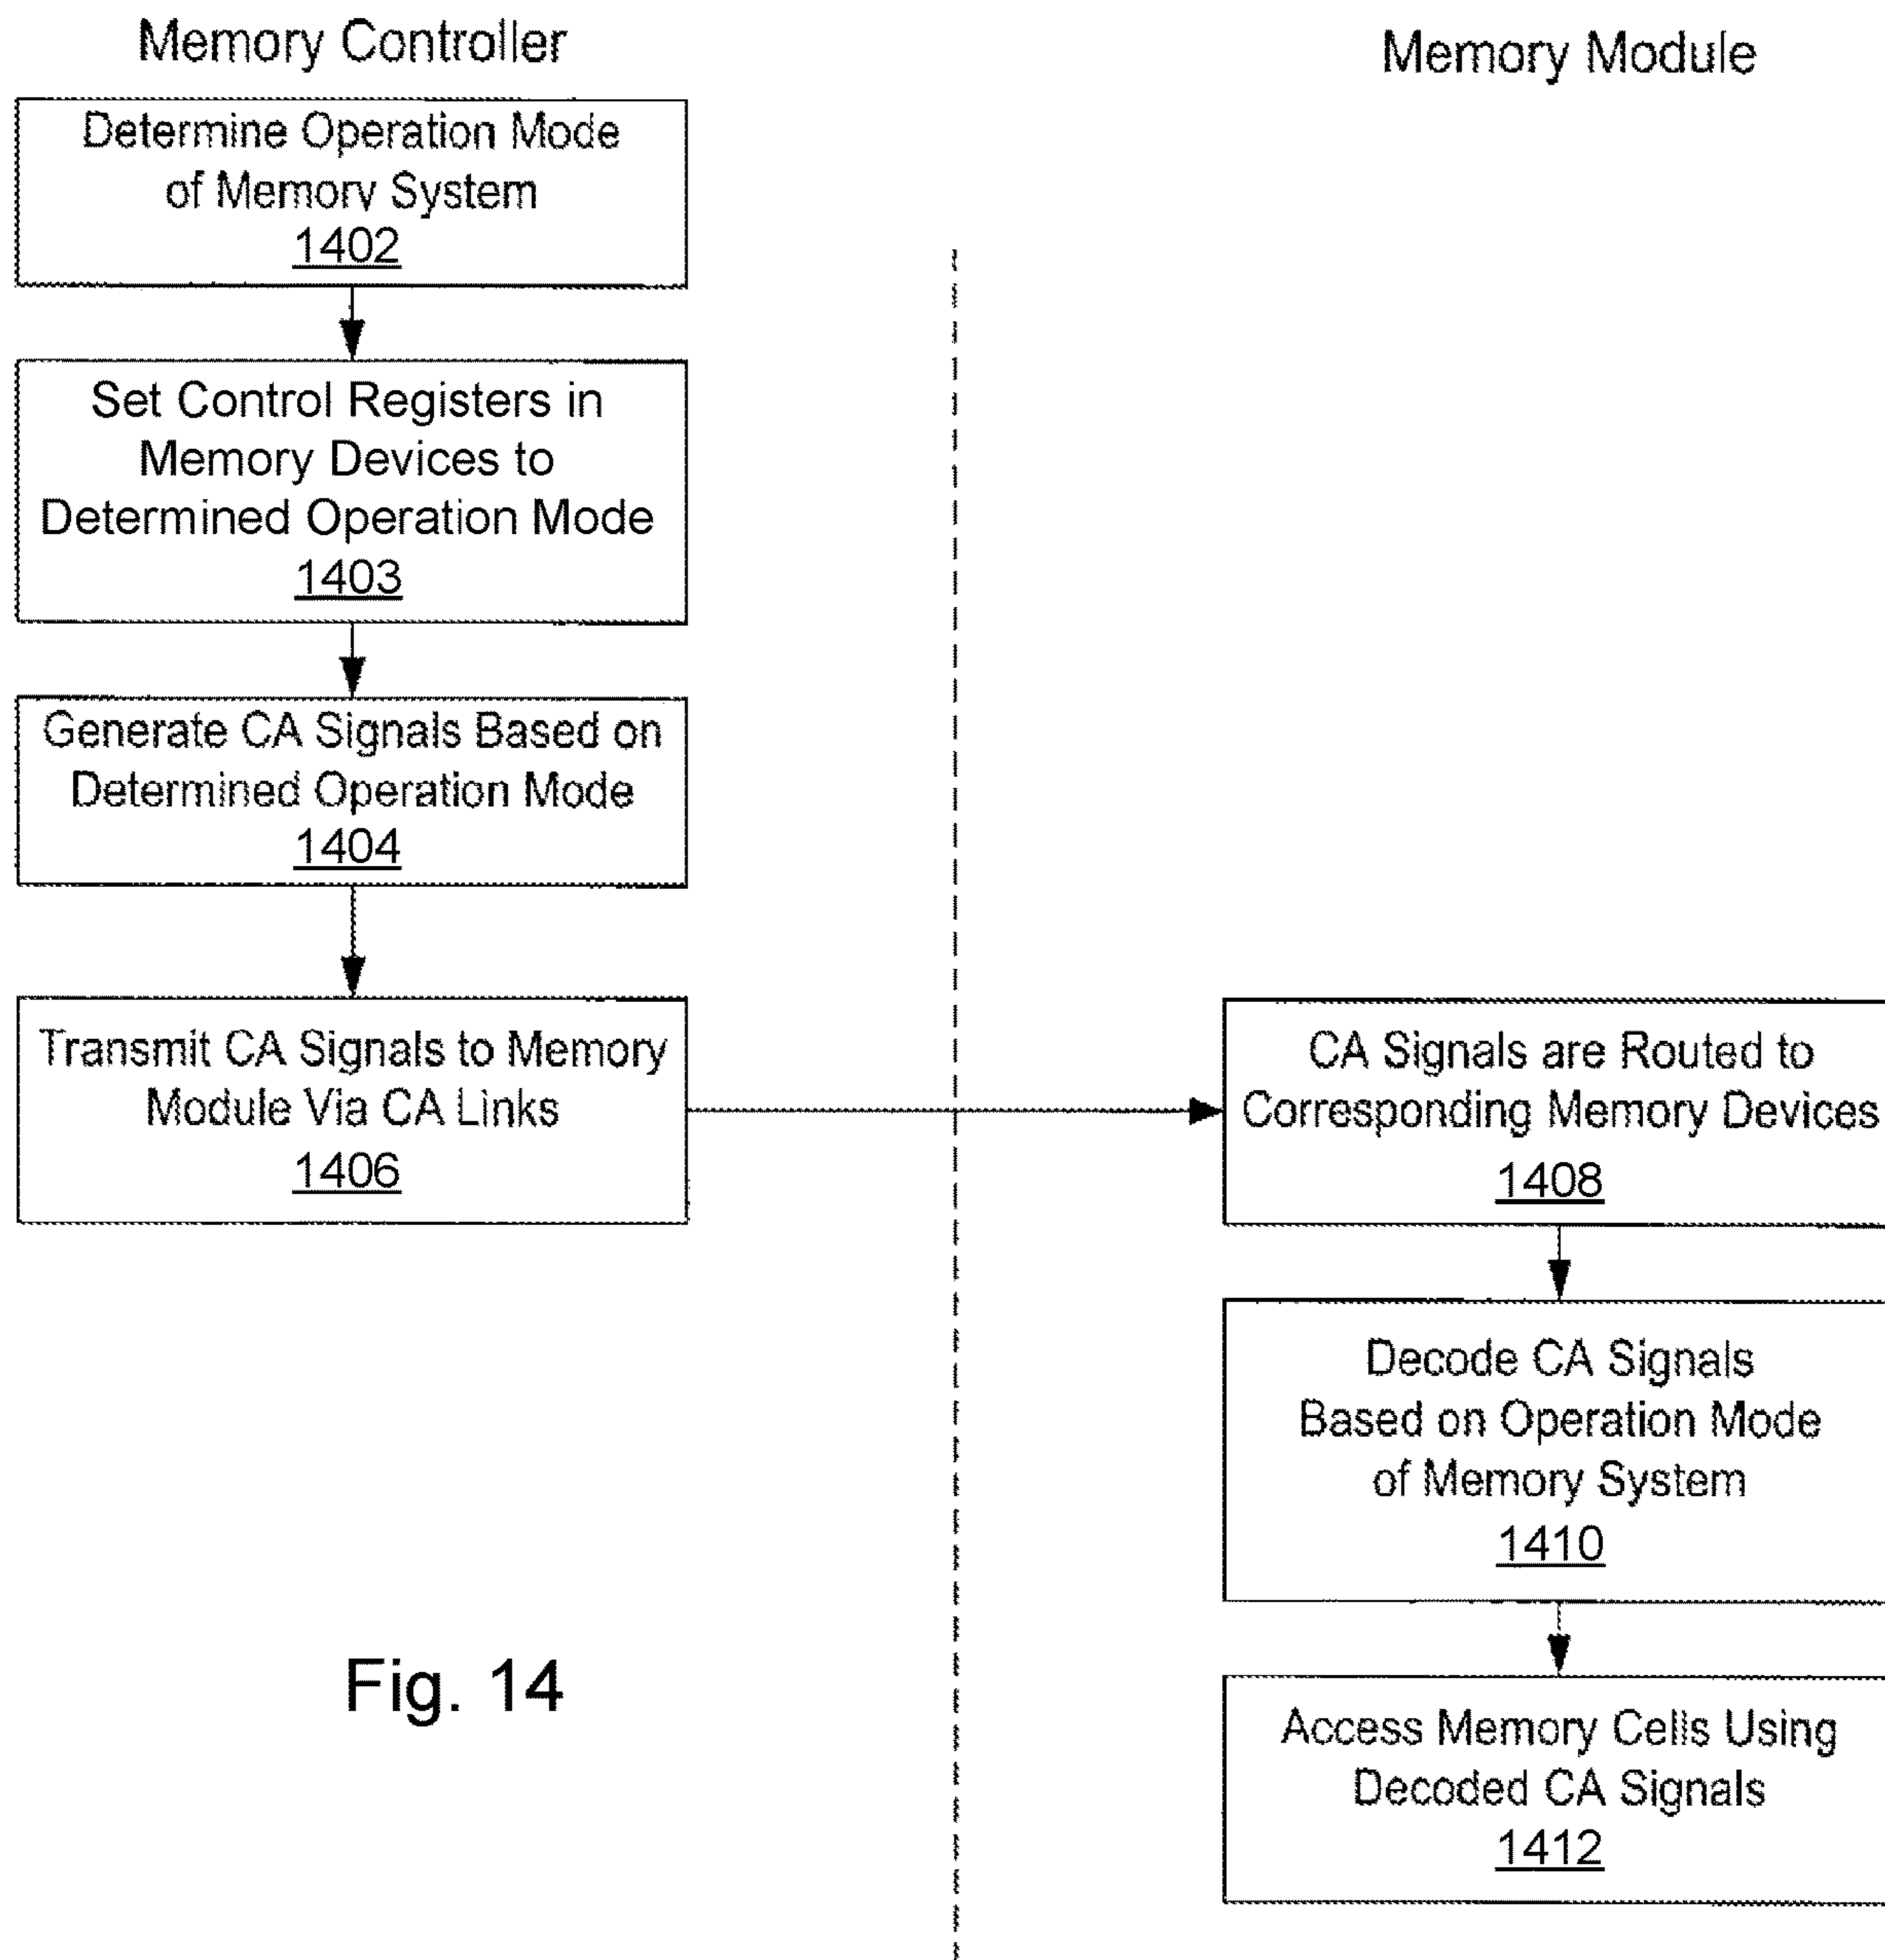 Memory Controller
Memory Module
Determine Operation Mode
of Memory System
1402
Set Control Registers in
Memory Devices to
Determined Operation Mode
1403
Generate CA Signals Based on
Determined Operation Mode
1404
Transmit CA Signals to Memory
Module Via CA Links
1406
CA Signals are Routed to
Corresponding Memory Devices
1408
Decode CA Signals
Based on Operation Mode
of Memory System
1410
Access Memory Cells Using
Decoded CA Signals
1412
Fig. 14